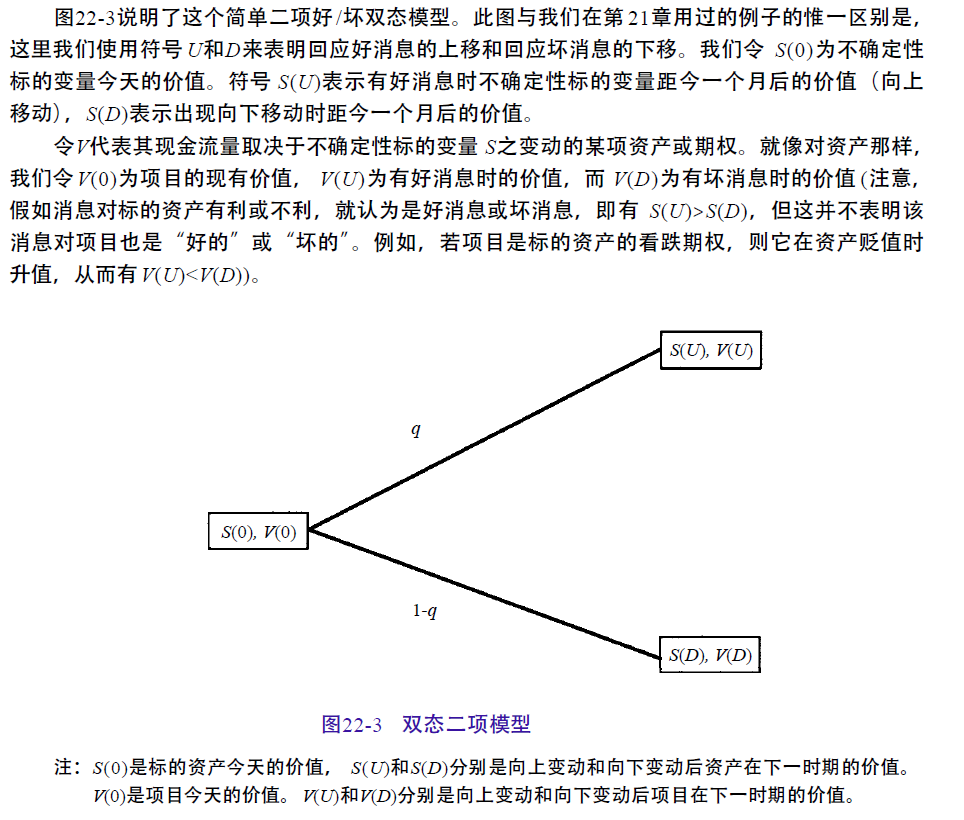 图22-3说明了这个简单二项好/坏双态模型。此图与我们在第21章用过的例子的惟一区别是，
这里我们使用符号U和D来表明回应好消息的上移和回应坏消息的下移。我们令 S(0)为不确定性
标的变量今天的价值。符号 S(U)表示有好消息时不确定性标的变量距今一个月后的价值（向上
移动），S(D)表示出现向下移动时距今一个月后的价值。
令V代表其现金流量取决于不确定性标的变量 S之变动的某项资产或期权。就像对资产那样，
我们令V(0)为项目的现有价值， V(U)为有好消息时的价值，而 V(D)为有坏消息时的价值(注意，
假如消息对标的资产有利或不利，就认为是好消息或坏消息，即有 S(U)>S(D)，但这并不表明该
消息对项目也是“好的”或“坏的”。例如，若项目是标的资产的看跌期权，则它在资产贬值时
升值，从而有V(U)<V(D))。
S(U), V(U)
q
S(0), V(0)
1-q
S(D), V(D)
图22-3 双态二项模型
注：S(0)是标的资产今天的价值， S(U)和S(D)分别是向上变动和向下变动后资产在下一时期的价值。
V(0)是项目今天的价值。V(U)和V(D)分别是向上变动和向下变动后项目在下一时期的价值。